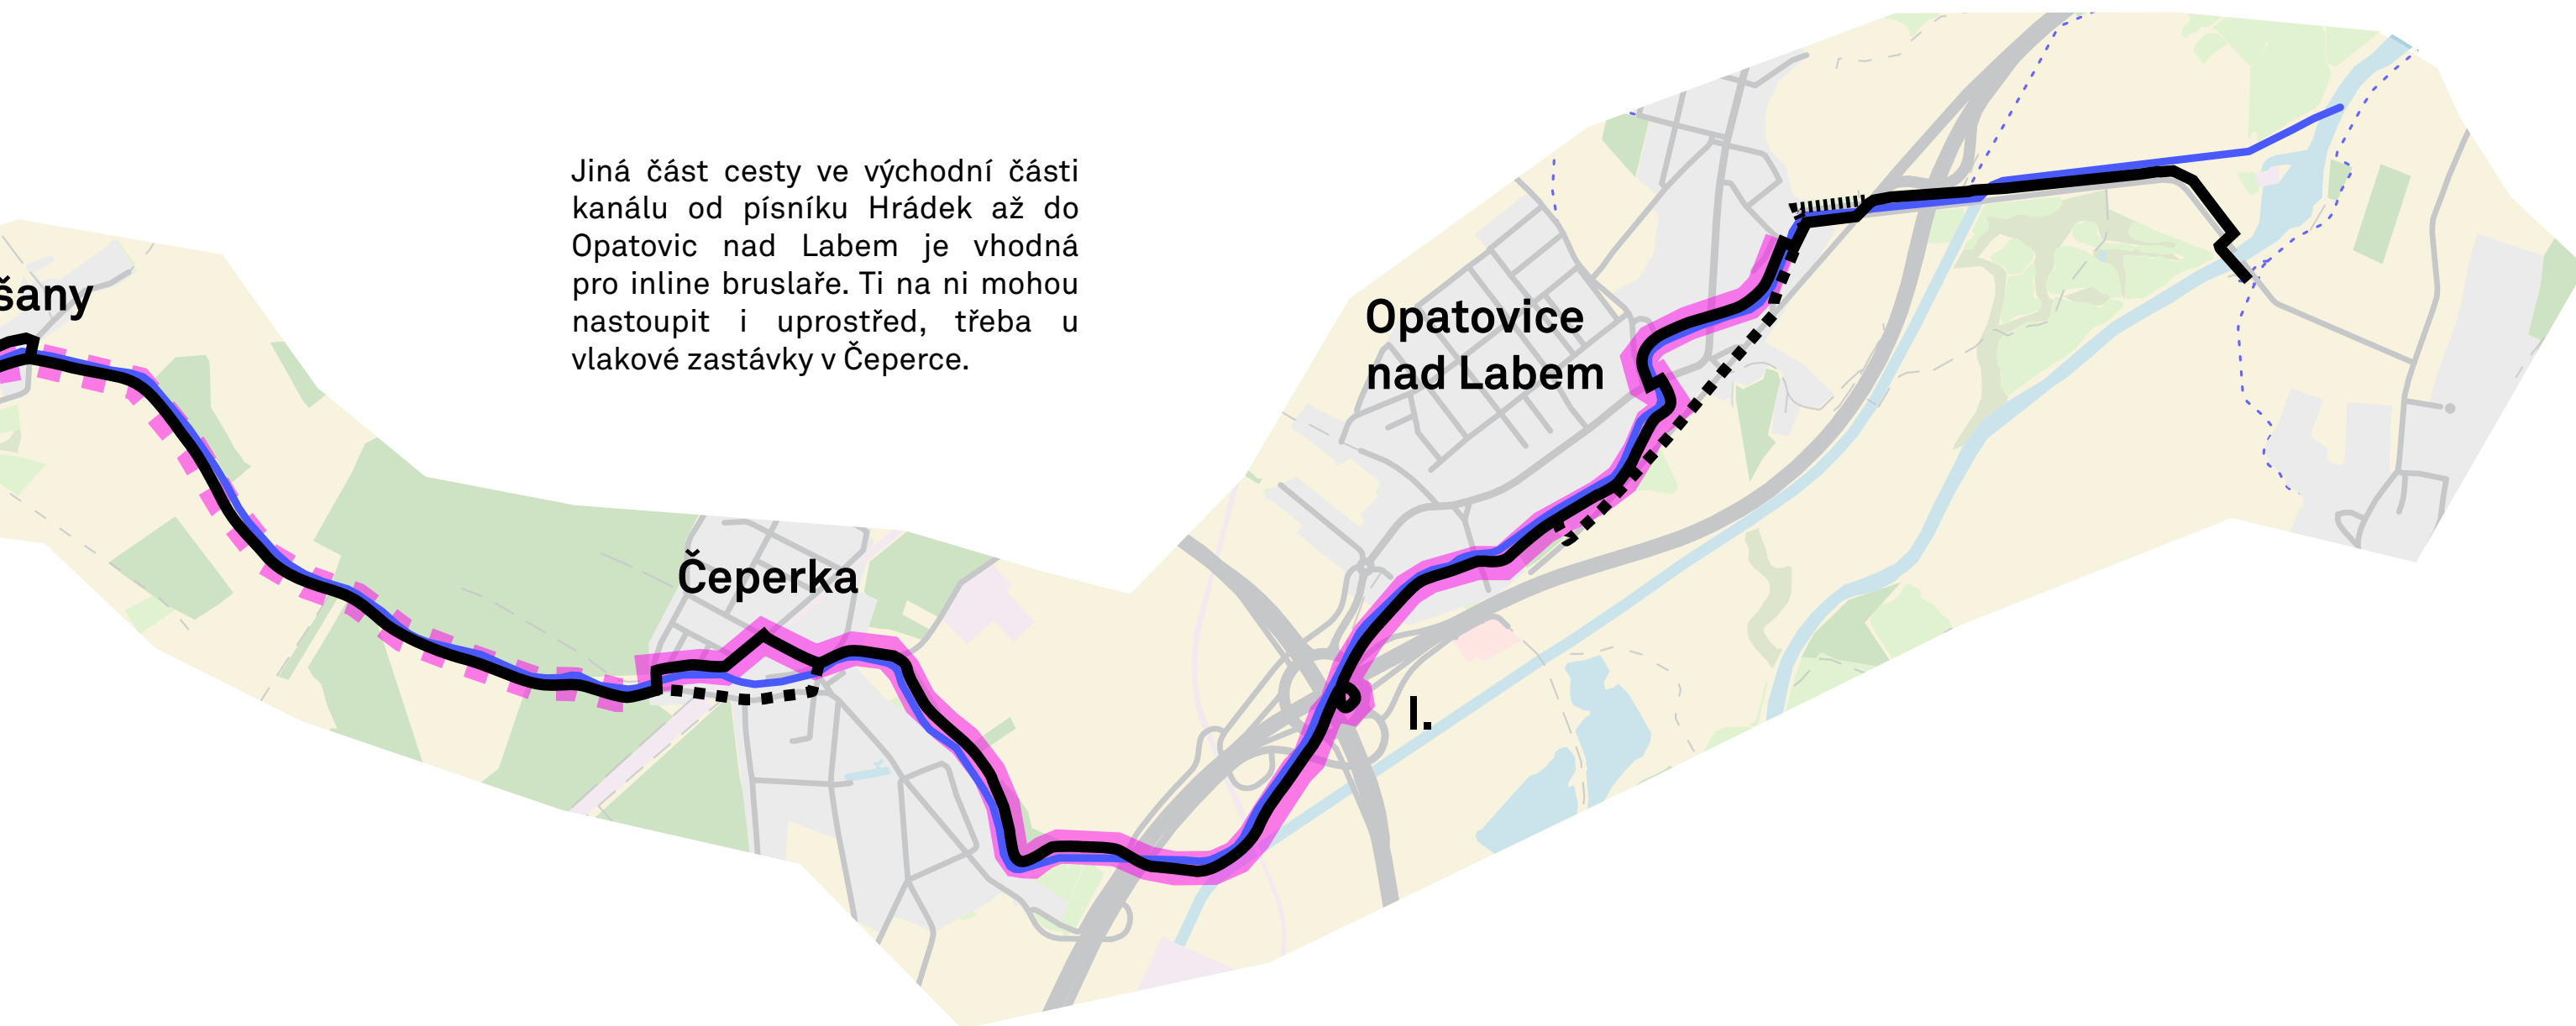 Jiná část cesty ve východní části
kanálu od písníku Hrádek až do
Opatovic nad Labem je vhodná
pro inline bruslaře. Ti na ni mohou
nastoupit i uprostřed, třeba u
vlakové zastávky v Čeperce.
šany
Opatovice
nad Labem
Čeperka
I.